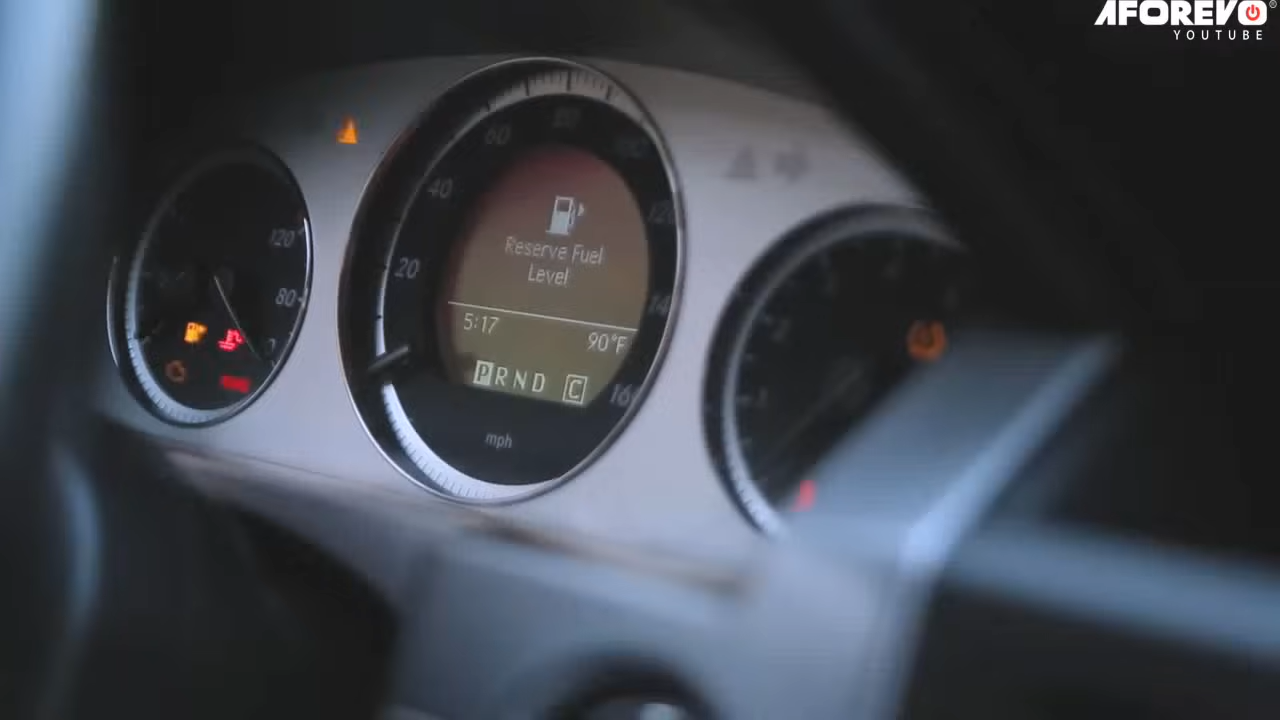 AFOREVO
YOUTUBE
60
80
100
40
120
120
20
80
Reserve Fuel
Level
5:17
90°F
PRND C
160
mph